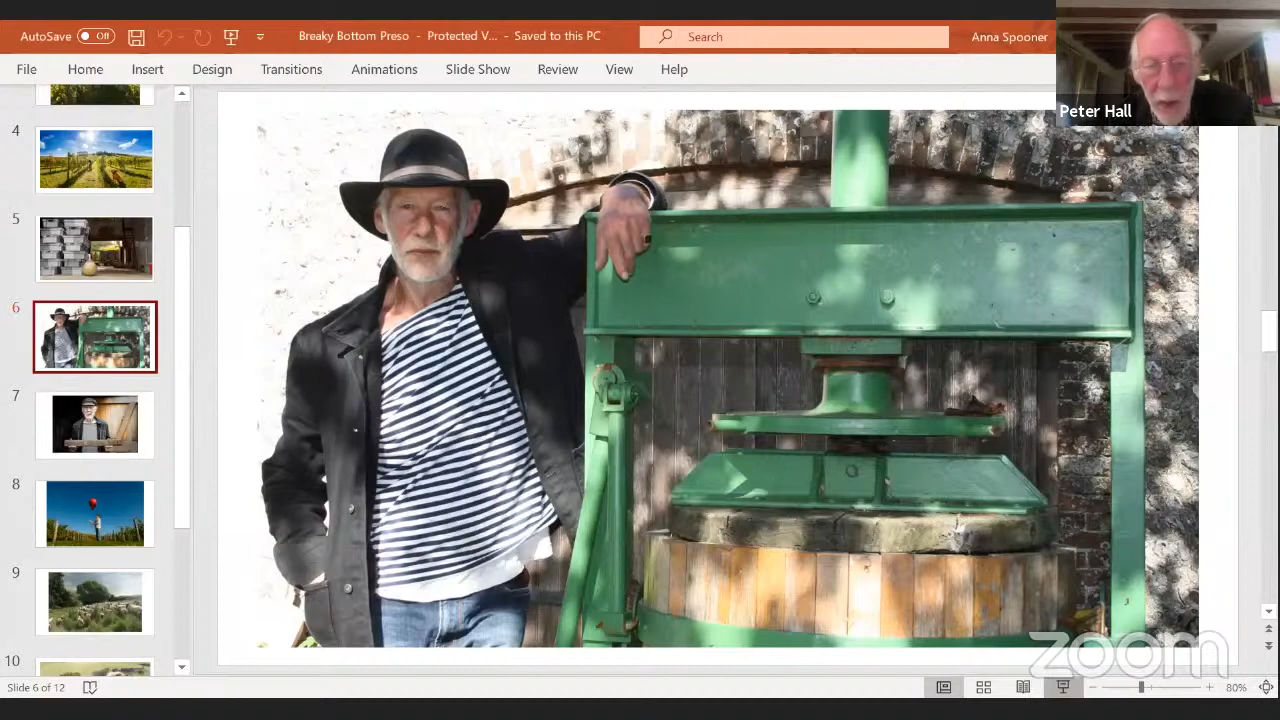 AutoSave Off Breaky Bottom Preso - Protected V... - Saved to this PC Search Anna Spooner
File Home Insert Design Transitions Animations Slide Show Review View Help
Peter Hall
4
5
6
7
8
9
10
zoom
Slide 6 of 12 80%